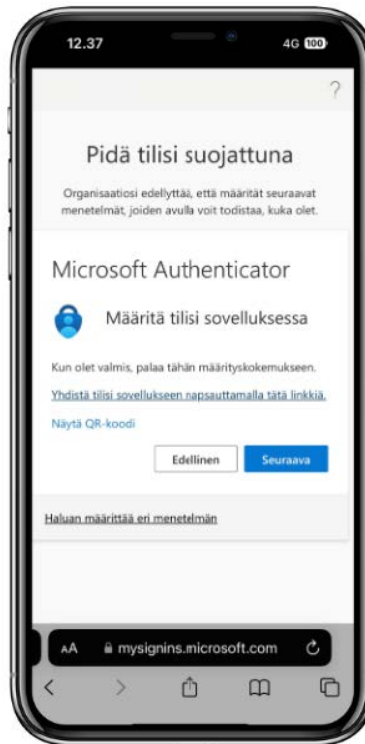 12.37
4G 100
?
Pidä tilisi suojattuna
Organisaatiosi edellyttää, että määrität seuraavat
menetelmät, joiden avulla voit todistaa, kuka olet.
Microsoft Authenticator
Määritä tilisi sovelluksessa
Kun olet valmis, palaa tähän määrityskokemukseen.
Yhdistä tilisi sovellukseen napsauttamalla tätä linkkiä.
Näytä QR-koodi
Edellinen
Seuraava
Haluan määrittää eri menetelmän
AA mysignins.microsoft.com